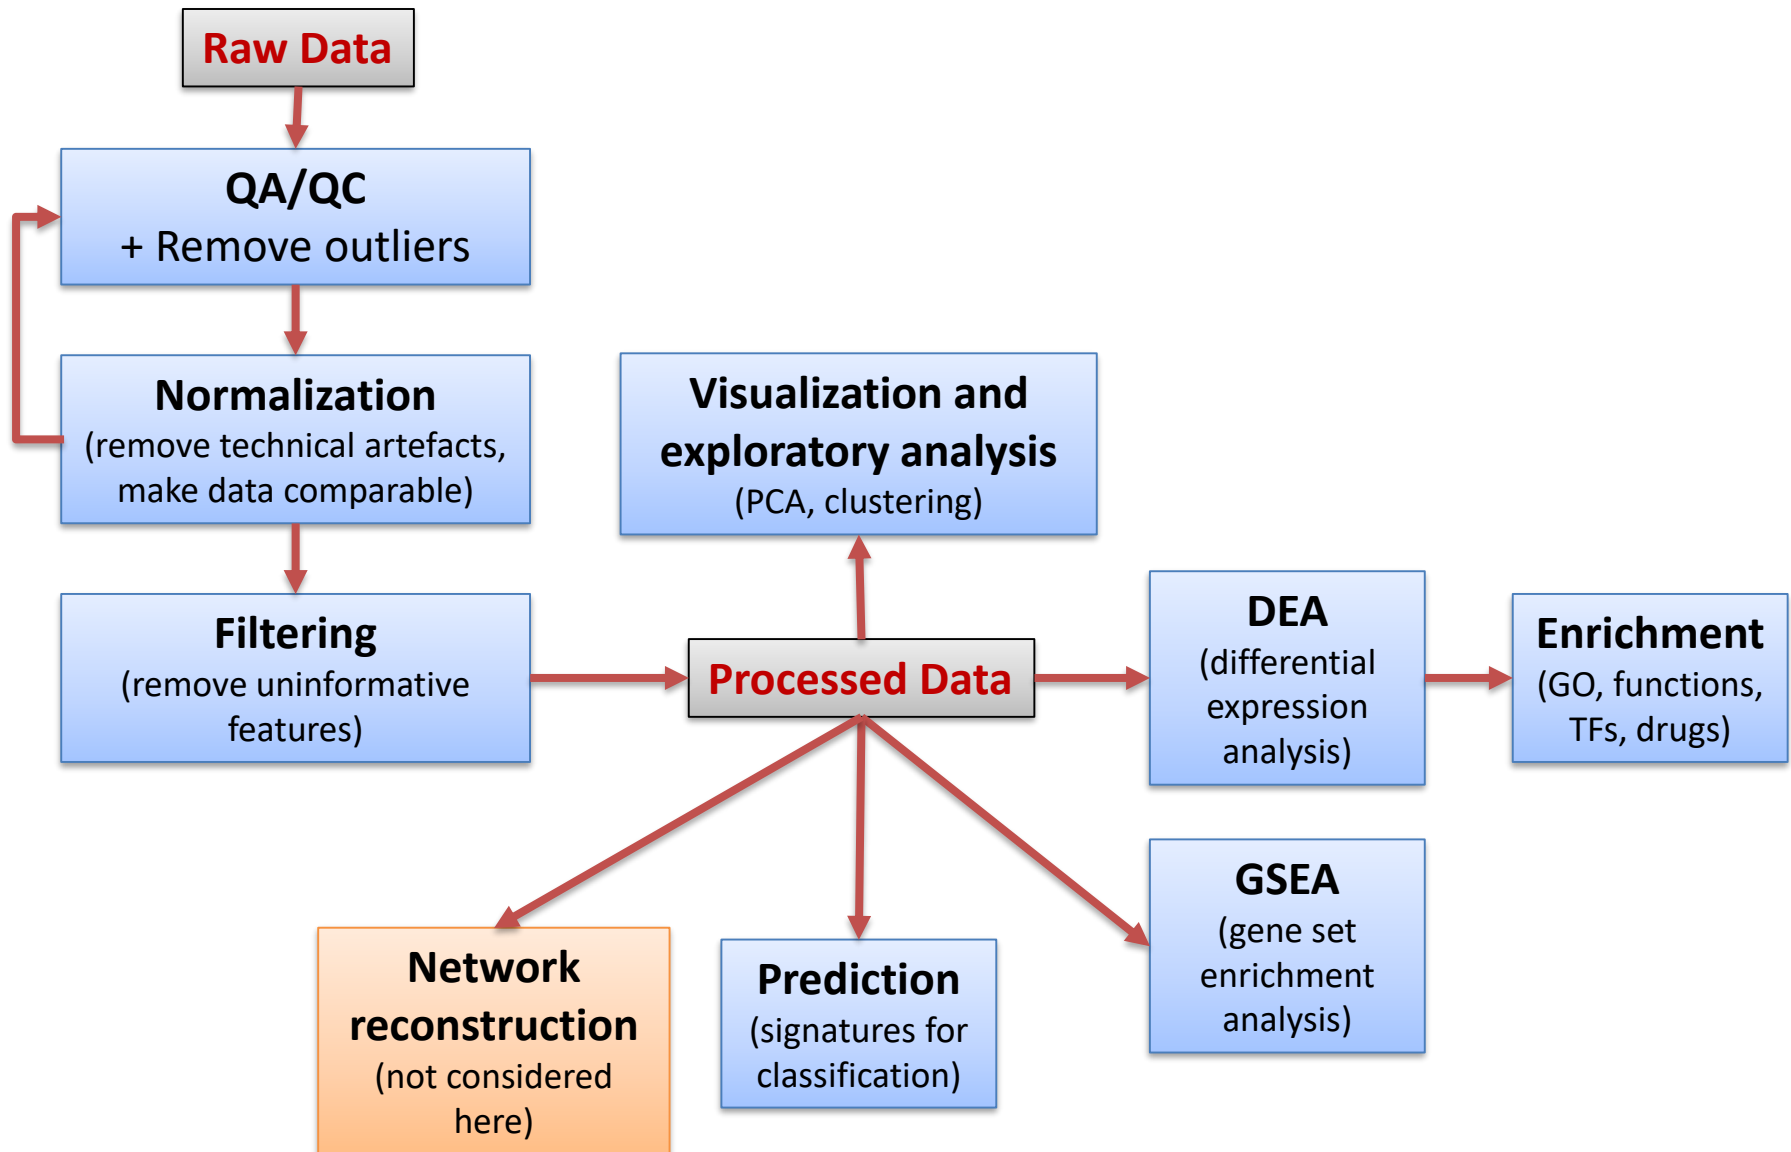 Raw Data
QA/QC
+ Remove outliers
Normalization
(remove technical artefacts,
make data comparable)
Filtering
(remove uninformative
features)
Visualization and
exploratory analysis
(PCA, clustering)
Processed Data
DEA
(differential
expression
analysis)
Enrichment
(GO, functions,
TFs, drugs)
GSEA
(gene set
enrichment
analysis)
Network
reconstruction
(not considered
here)
Prediction
(signatures for
classification)